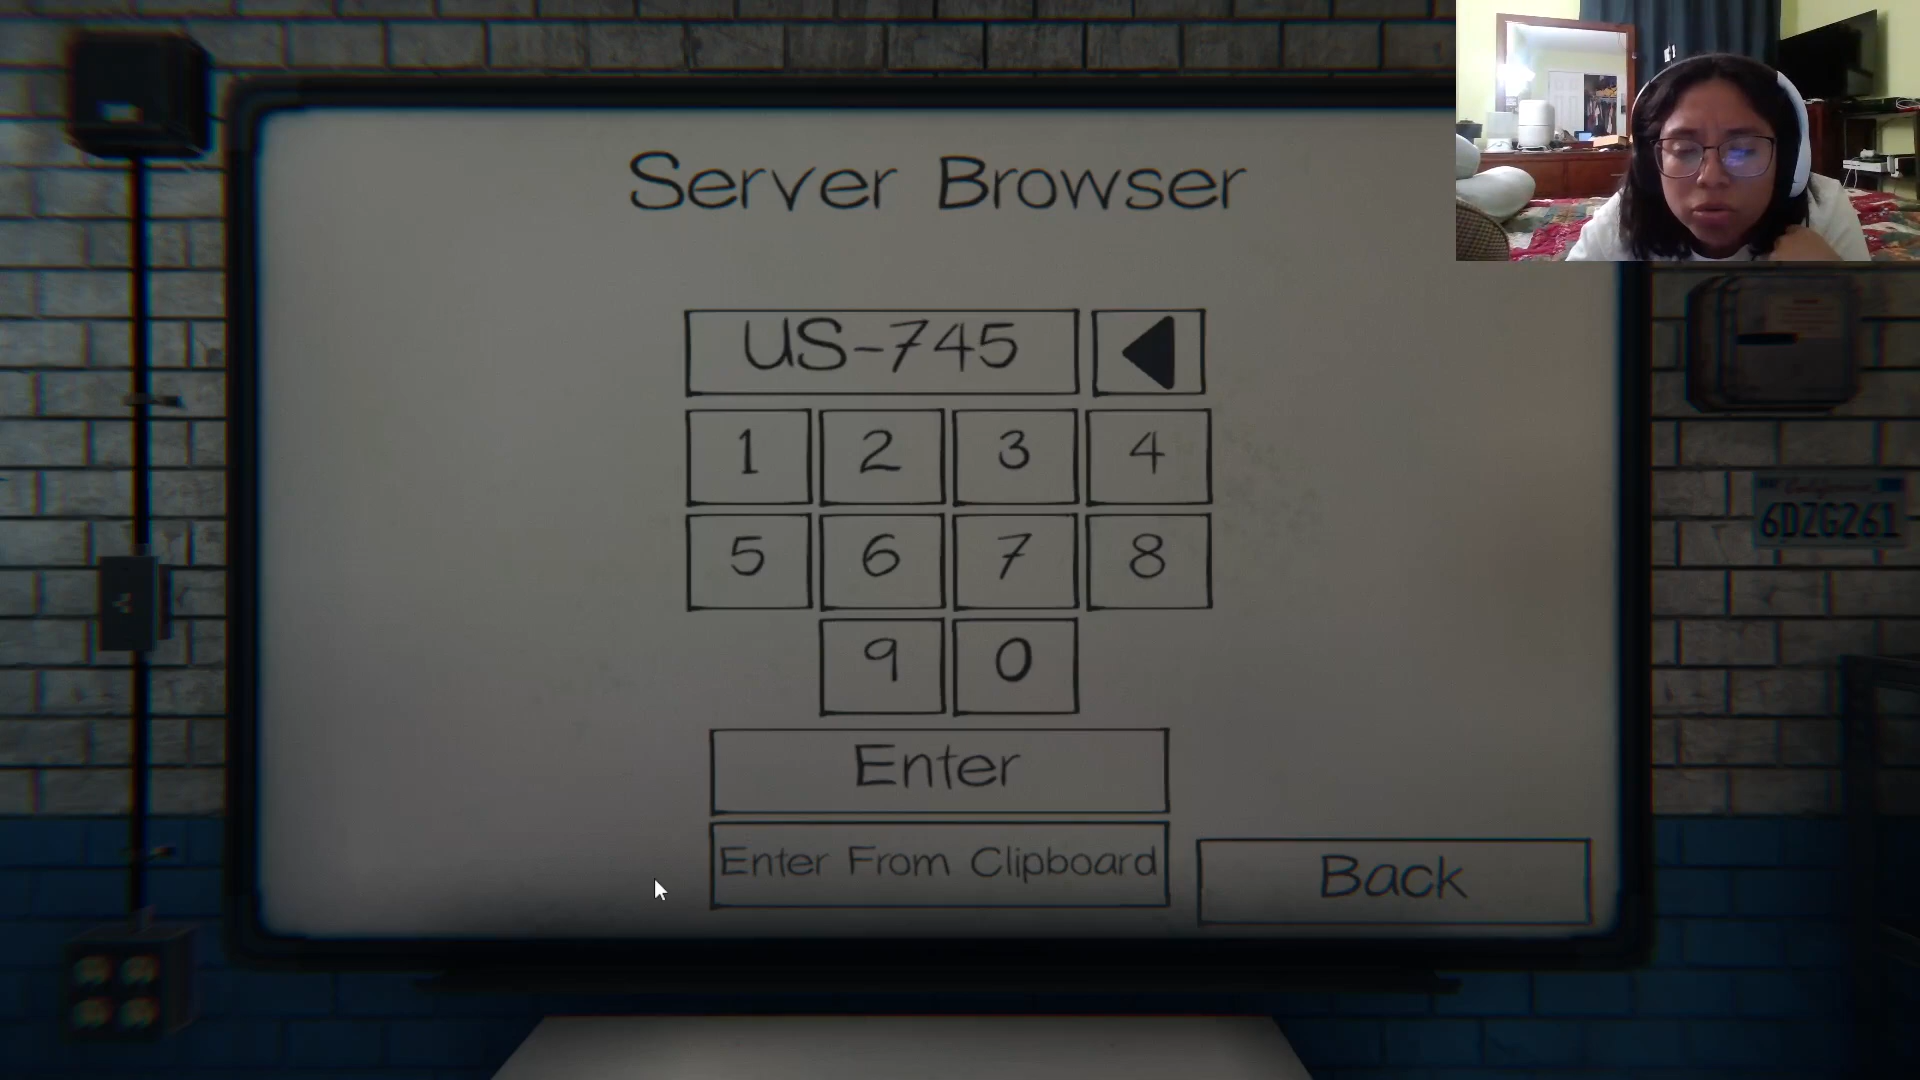 Server Browser
US-745
1 2 3 4
5 6 7 8
9 0
Enter
Enter From Clipboard
Back
California
6DZG261